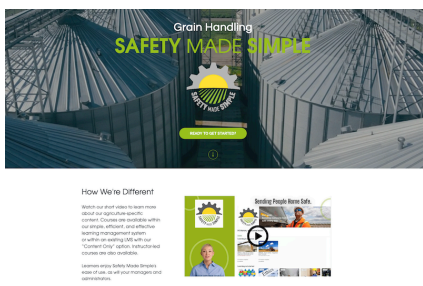 Grain Handling
SAFETY MADE SIMPLE
SAFETY MADE SIMPLE
READY TO GET STARTED?
How We're Different
Watch our short video to learn more
about our agriculture-specific
content. Courses are available within
our simple, efficient, and effective
learning management system
or within an existing LMS with our
"Content Only" option. Instructor-led
courses are also available.
Learners enjoy Safety Made Simple's
ease of use, as will your managers and
administrators.
Sending People Home Safe.